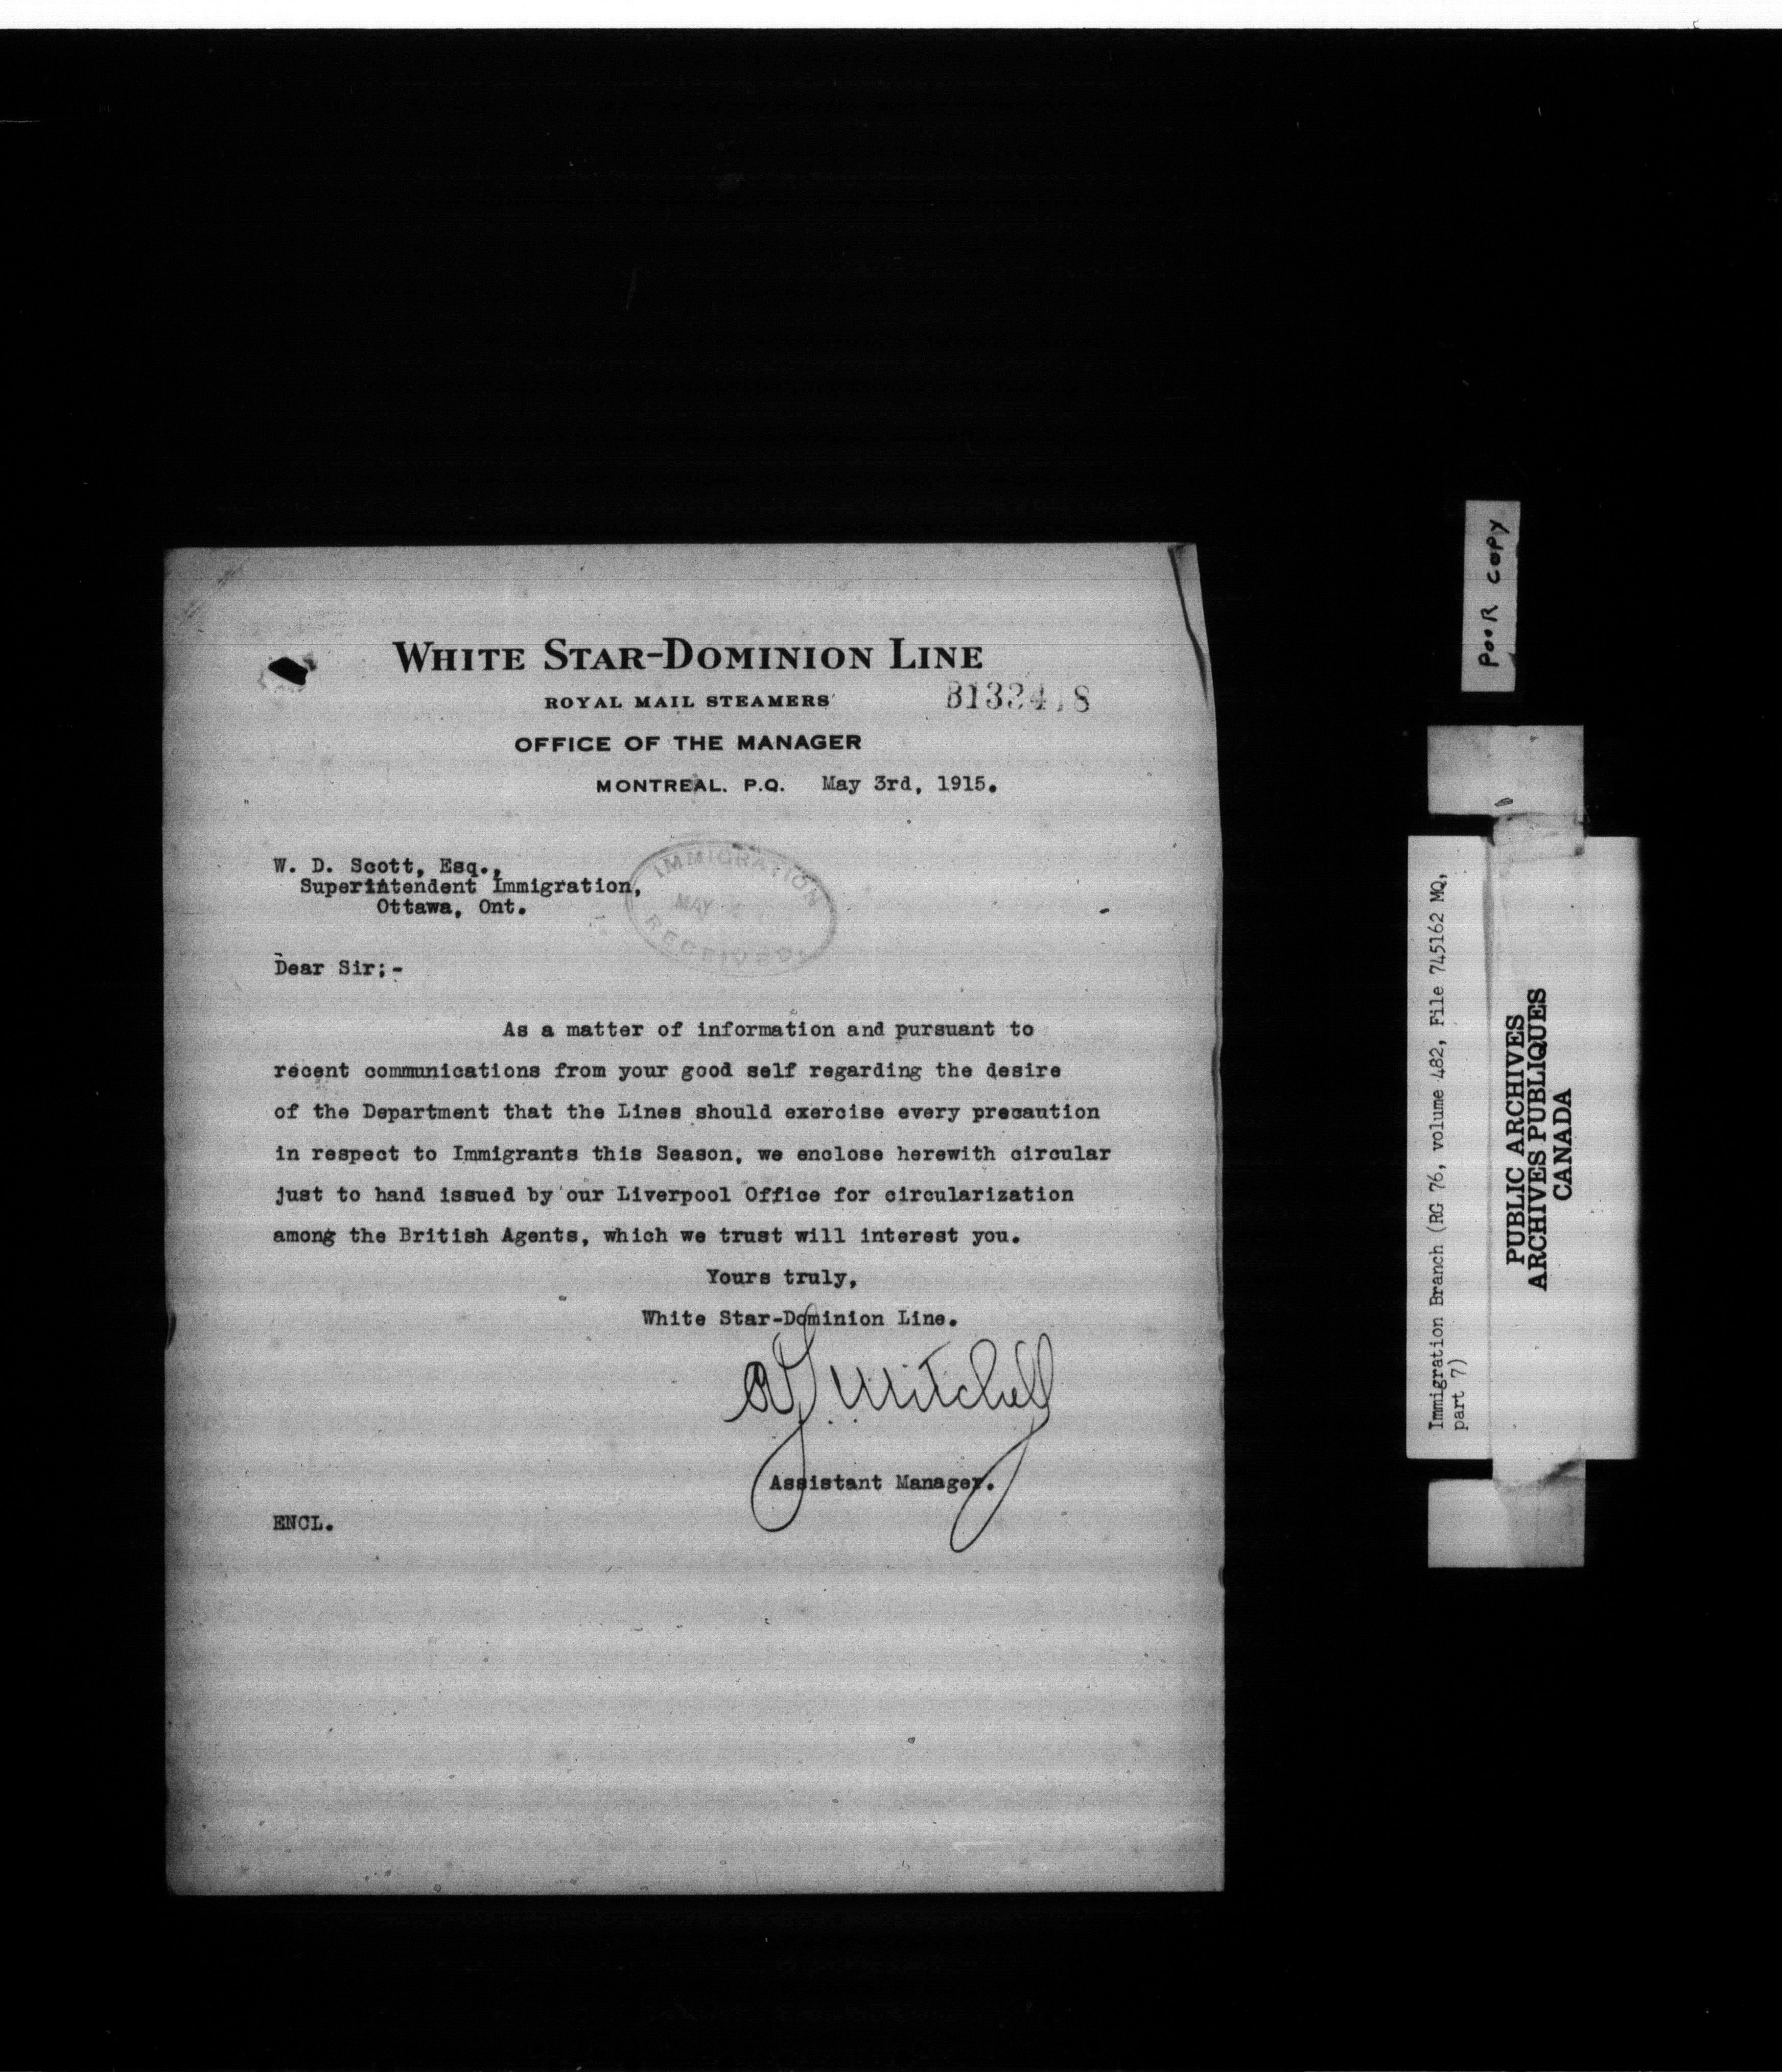 WHITE STAR-DOMINION LINE
ROYAL MAIL STEAMERS
OFFICE OF THE MANAGER
MONTREAL. P.Q. May 3rd, 1915.
W. D. Scott, Esq.,
Superintendent Immigration,
Ottawa, Ont.
IMMIGRATION
MAY
RECEIVED
Dear Sir;-
As a matter of information and pursuant to
recent communications from your good self regarding the desire
of the Department that the Lines should exercise every precaution
in respect to Immigrants this Season, we enclose herewith circular
just to hand issued by our Liverpool Office for circularization
among the British Agents, which we trust will interest you.
Yours truly,
White Star-Dominion Line.
Mitchell
Assistant Manager.
ENCL.
POOR COPY
Immigration Branch (RG 76, volume 482, File 745162 MQ,
part 7)
PUBLIC ARCHIVES
ARCHIVES PUBLIQUES
CANADA